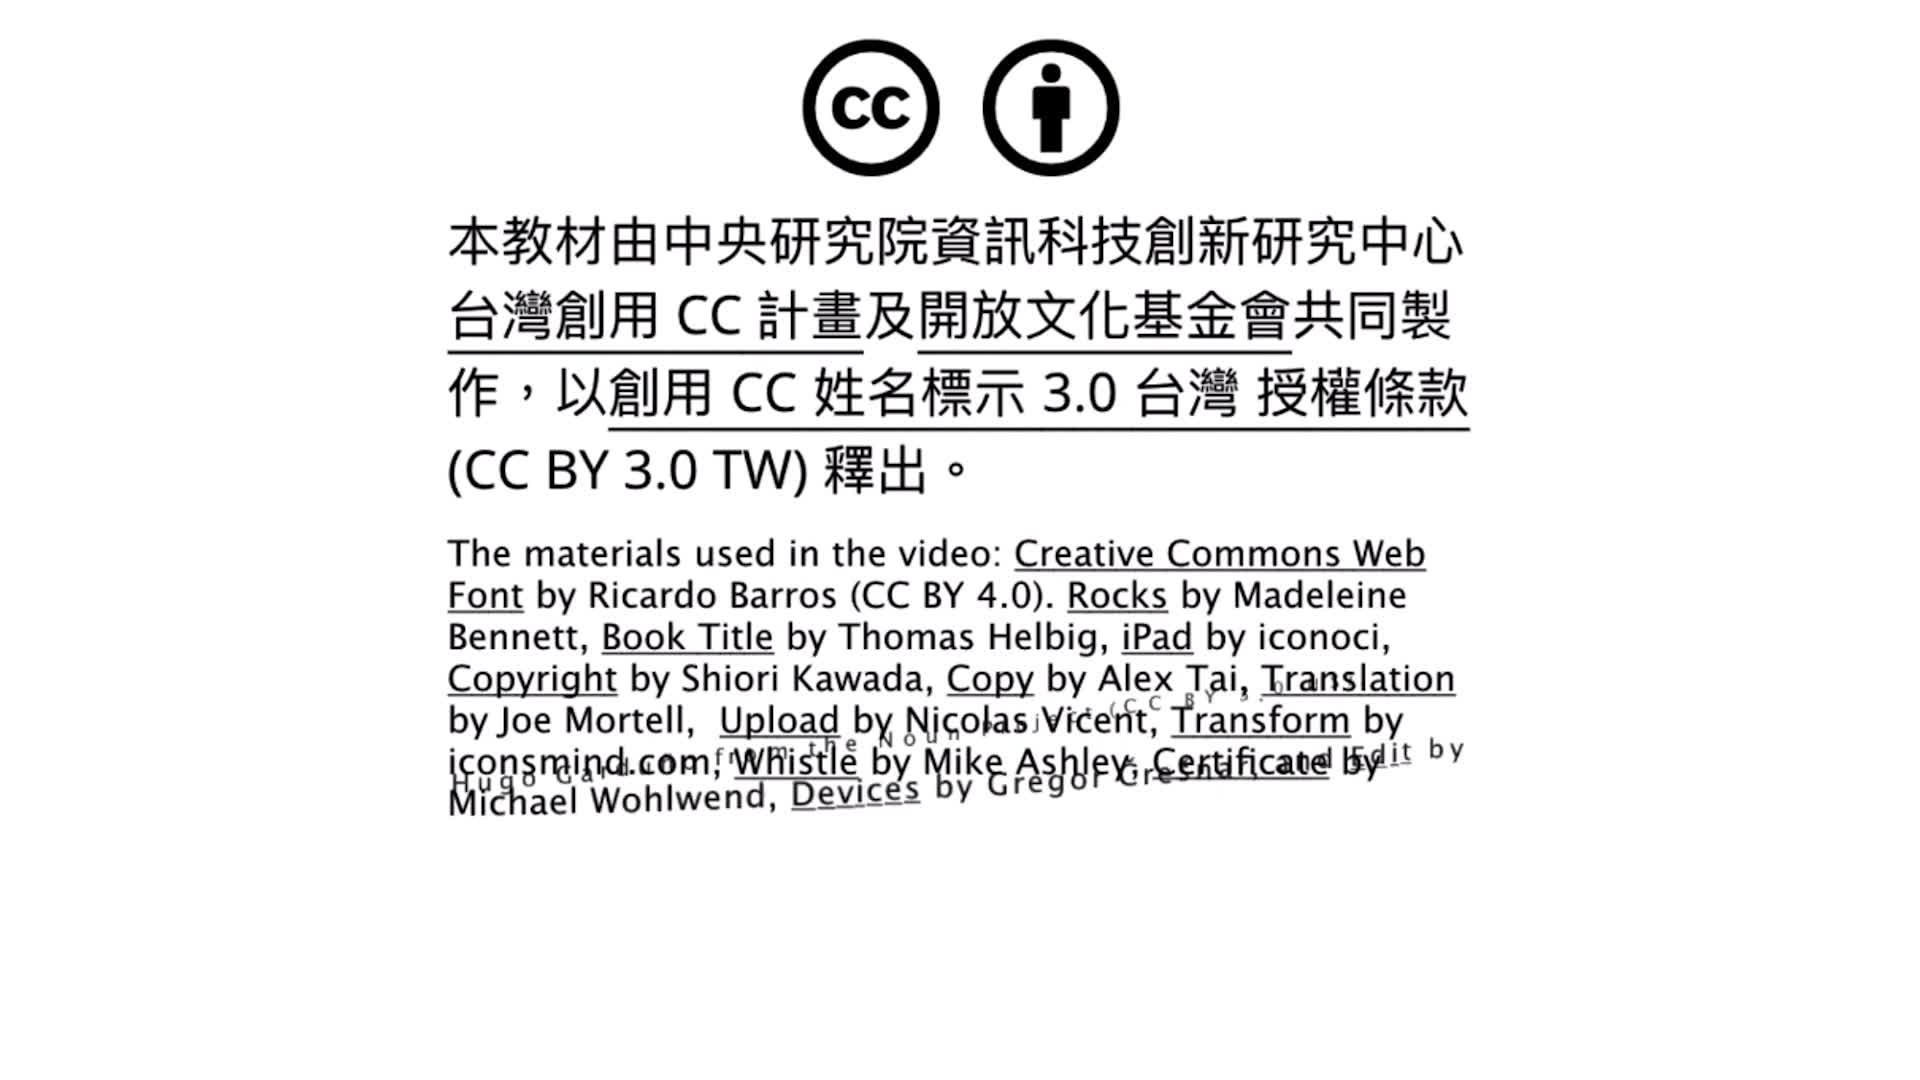 cc
本教材由中央研究院資訊科技創新研究中心
台灣創用 CC 計畫及開放文化基金會共同製
作，以創用 CC 姓名標示 3.0 台灣 授權條款
(CC BY 3.0 TW) 釋出。
The materials used in the video: Creative Commons Web
Font by Ricardo Barros (CC BY 4.0). Rocks by Madeleine
Bennett, Book Title by Thomas Helbig, iPad by iconoci,
Copyright by Shiori Kawada, Copy by Alex Tai, Translation
by Joe Mortell, Upload by Nicolas Vicent, Transform by
iconsmind.com, Whistle by Mike Ashley, Certificate by
Michael Wohlwend, Devices by Gregor Črešnar, and Edit by
Hugo from the Noun Project (CC BY 3.0